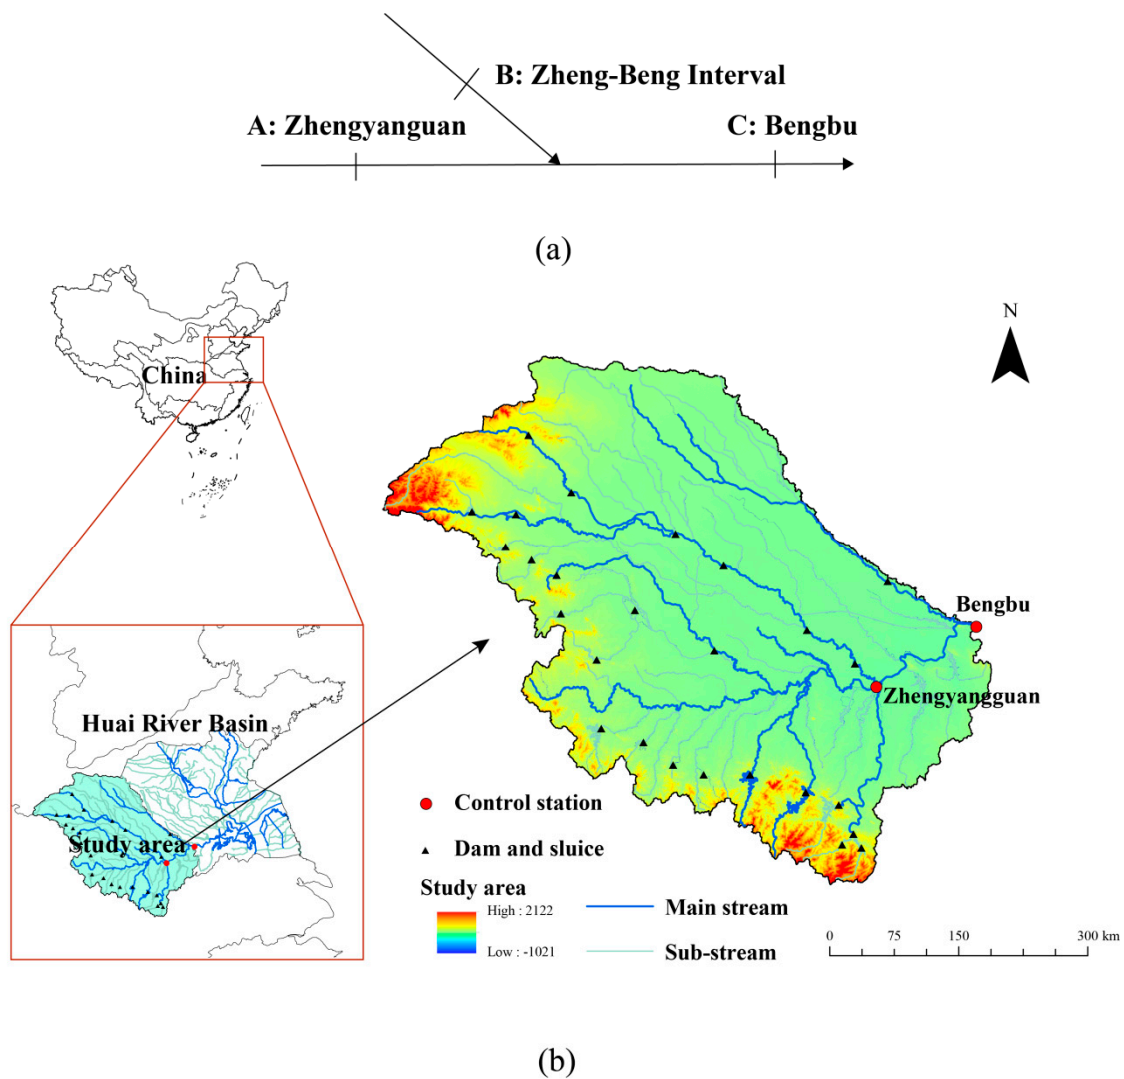 B: Zheng-Beng Interval
A: Zhengyanguan
C: Bengbu
(a)
China
N
Bengbu
Zhengyangguan
Huai River Basin
Study area
Control station
Dam and sluice
Study area
High : 2122
Low : -1021
Main stream
Sub-stream
0 75 150 300 km
(b)